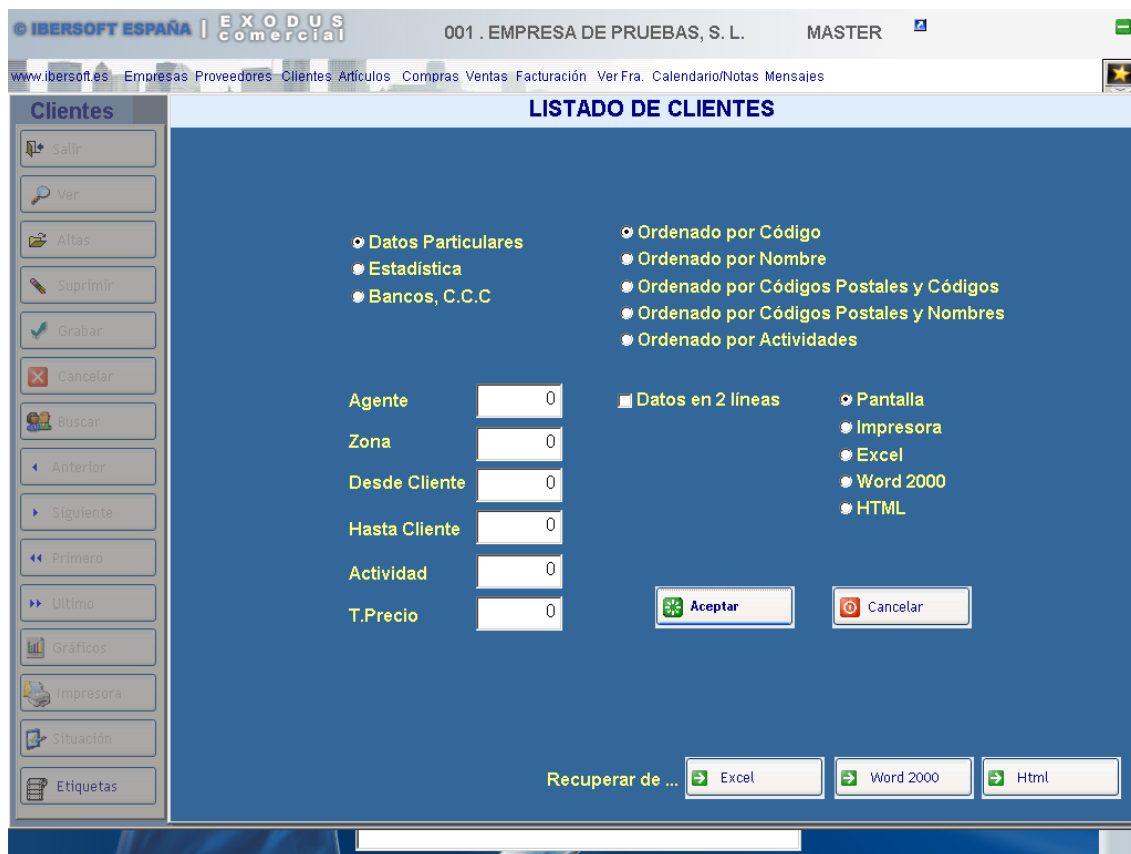 © IBERSOFT ESPAÑA | EXODUS comercial 001 . EMPRESA DE PRUEBAS, S. L. MASTER
www.ibersoft.es Empresas Proveedores Clientes Artículos Compras Ventas Facturación Ver Fra. Calendario/Notas Mensajes
Clientes
LISTADO DE CLIENTES
Salir
Ver
Altas
Suprimir
Grabar
Cancelar
Buscar
Anterior
Siguiente
Primero
Ultimo
Gráficos
Impresora
Situación
Etiquetas
Datos Particulares
Estadística
Bancos, C.C.C
Ordenado por Código
Ordenado por Nombre
Ordenado por Códigos Postales y Códigos
Ordenado por Códigos Postales y Nombres
Ordenado por Actividades
Agente 0
Zona 0
Desde Cliente 0
Hasta Cliente 0
Actividad 0
T.Precio 0
Datos en 2 líneas
Pantalla
Impresora
Excel
Word 2000
HTML
Aceptar Cancelar
Recuperar de ... Excel Word 2000 Html